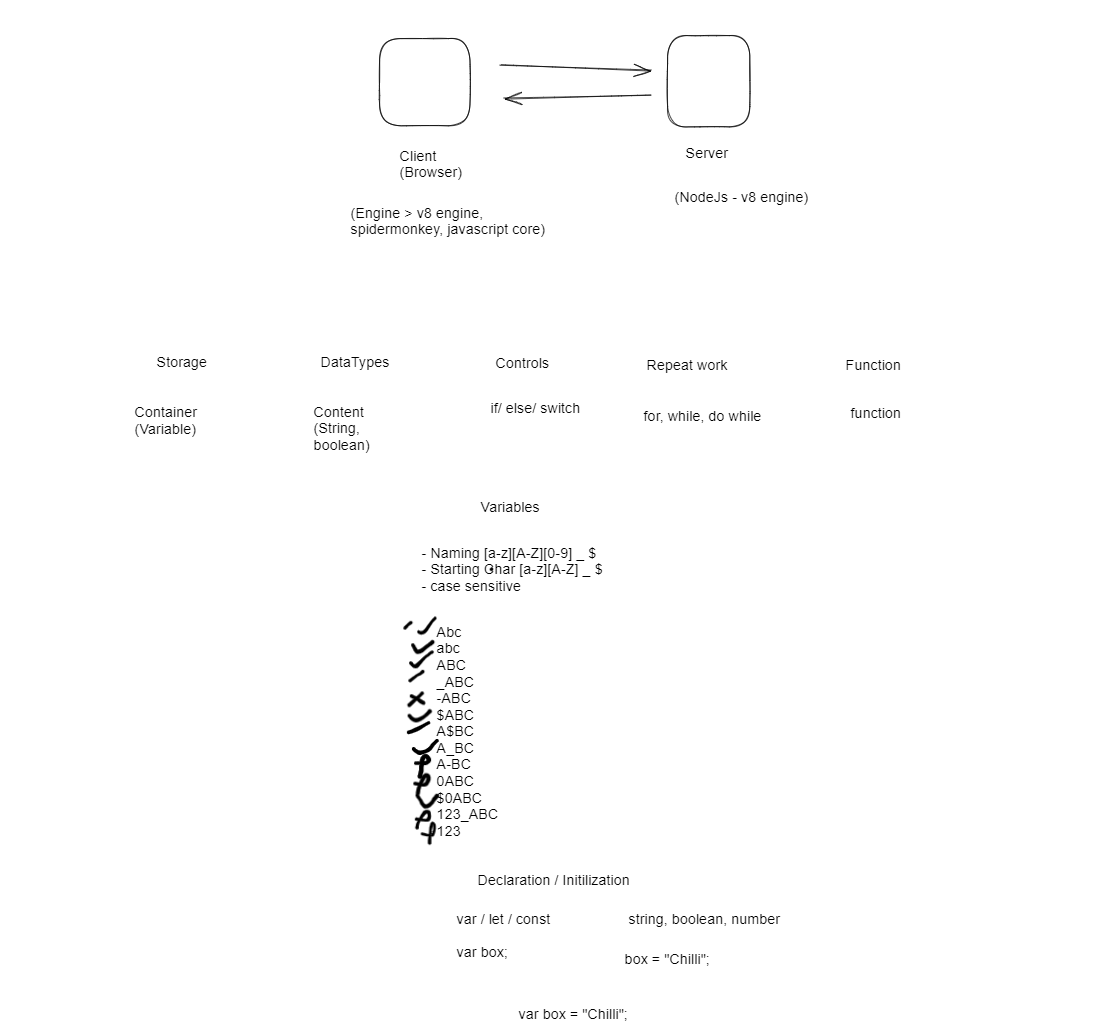 Client
(Browser)
Server
(NodeJs - v8 engine)
(Engine > v8 engine,
spidermonkey, javascript core)
Storage
DataTypes
Controls
Repeat work
Function
Container
(Variable)
Content
(String,
boolean)
if/ else/ switch
for, while, do while
function
Variables
- Naming [a-z][A-Z][0-9] _ $
- Starting Char [a-z][A-Z] _ $
- case sensitive
Abc
abc
ABC
_ABC
-ABC
$ABC
A$BC
A_BC
A-BC
0ABC
$0ABC
123_ABC
123
Declaration / Initilization
var / let / const
string, boolean, number
var box;
box = "Chilli";
var box = "Chilli";